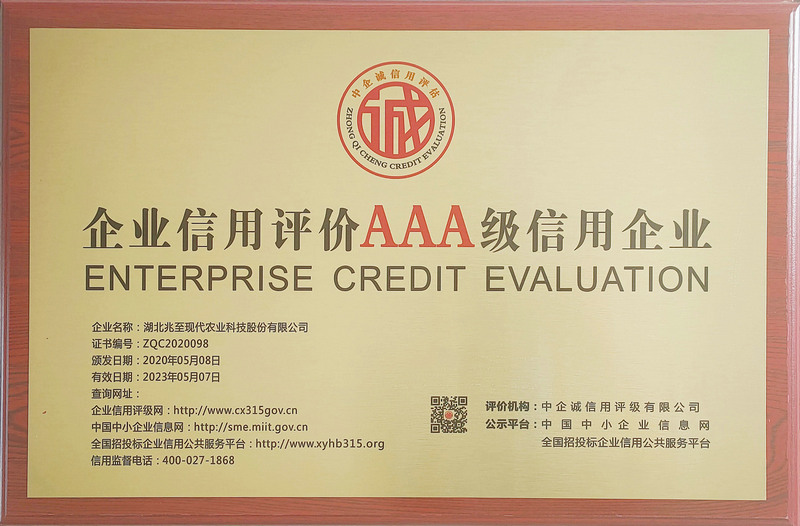 中企诚信用评估
诚
ZHONG QI CHENG CREDIT EVALUATION
企业信用评价AAA级信用企业
ENTERPRISE CREDIT EVALUATION
企业名称：湖北兆至现代农业科技股份有限公司
证书编号：ZQC2020098
颁发日期：2020年05月08日
有效日期：2023年05月07日
查询网址：
企业信用评级网：http://www.cx315gov.cn
中国中小企业信息网：http://sme.miit.gov.cn
全国招投标企业信用公共服务平台：http://www.xyhb315.org
信用监督电话：400-027-1868
评价机构：中企诚信用评级有限公司
公示平台：中国中小企业信息网
全国招投标企业信用公共服务平台